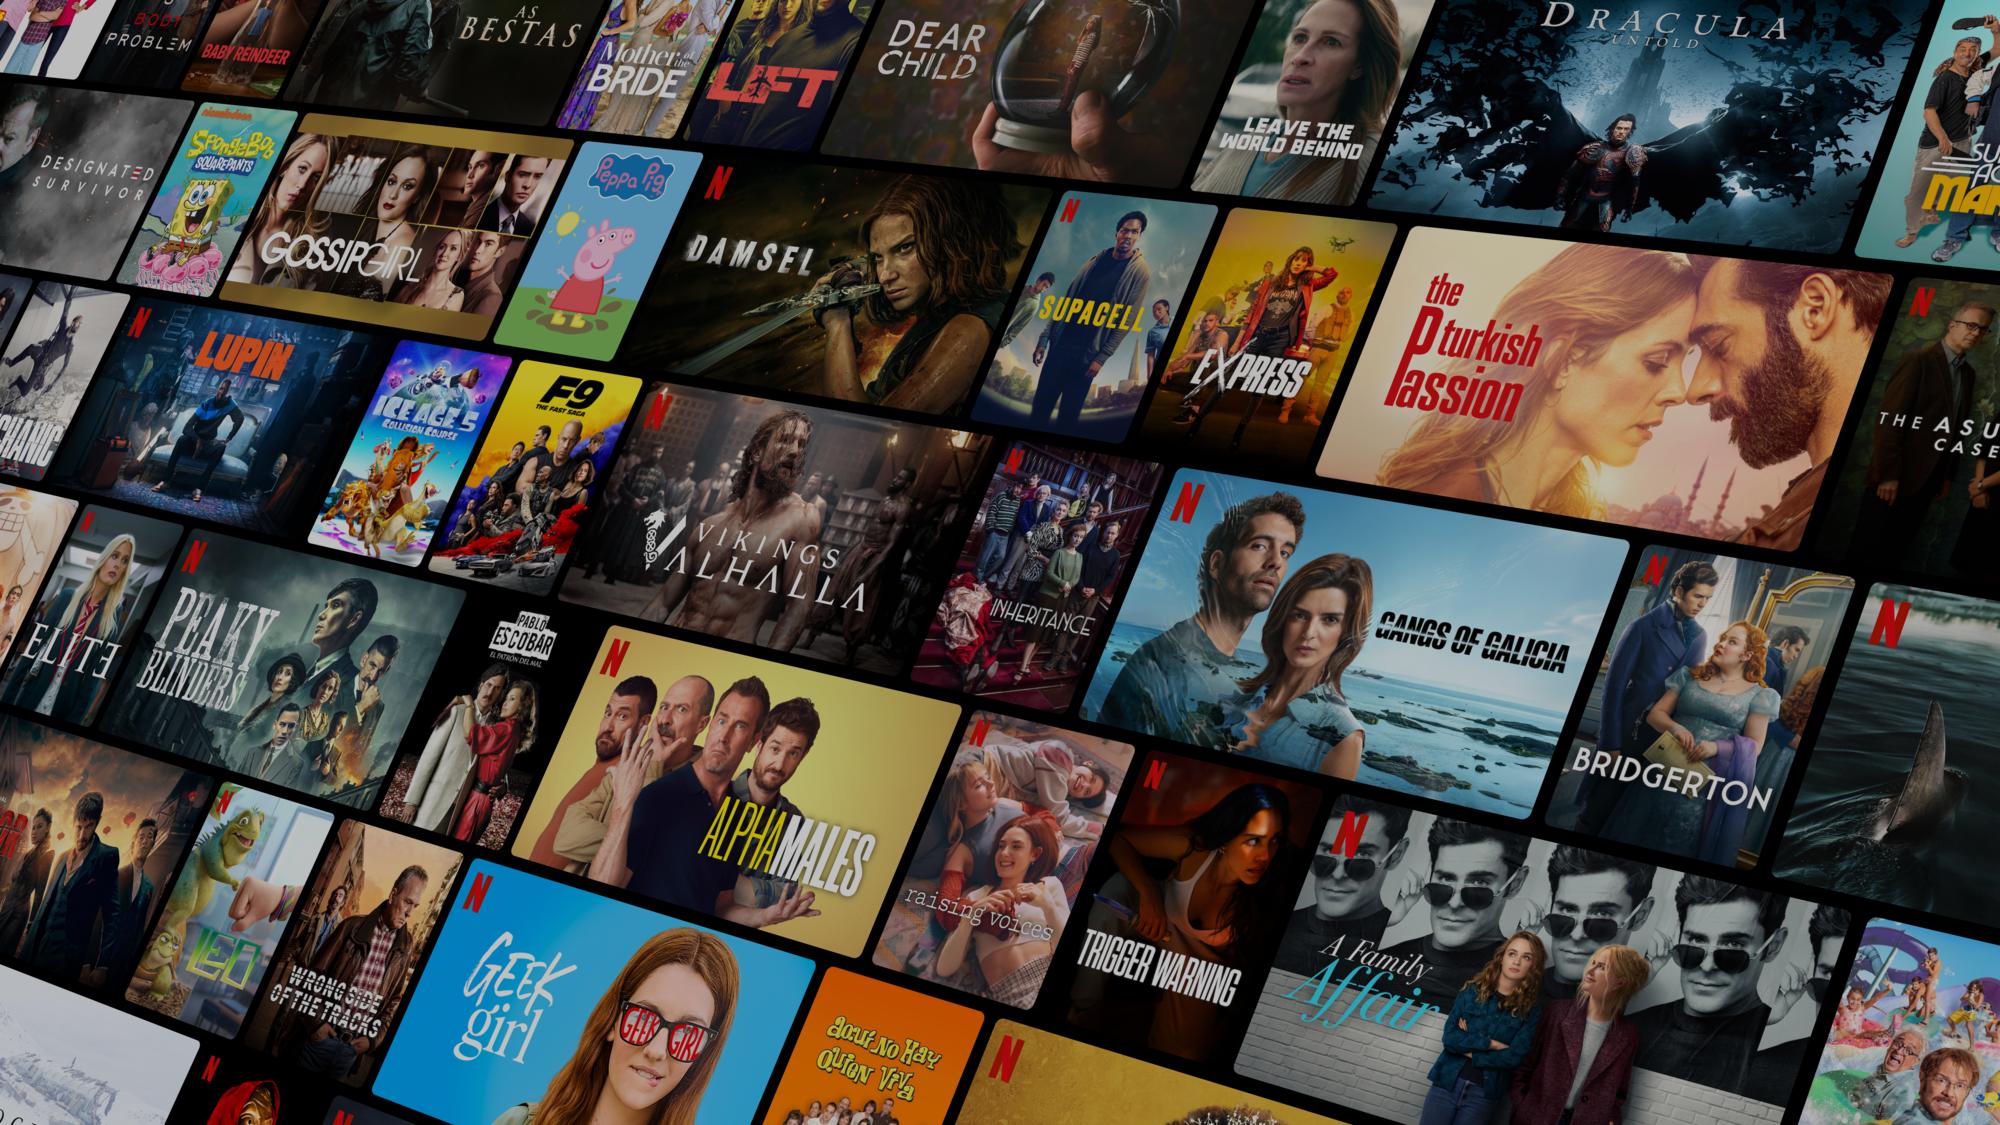 BODY
PROBLEM
BABY REINDEER
AS
BESTAS
Mother of the
BRIDE
LIFT
DEAR
CHILD
LEAVE THE
WORLD BEHIND
DRACULA
UNTOLD
DESIGNATED
SURVIVOR
nickelodeon
SpongeBob
SQUAREPANTS
GOSSIPGIRL
Peppa Pig
N
DAMSEL
N
SUPACELL
EXPRESS
the
turkish
Passion
N
THE ASU
CASE
N
LUPIN
ICE AGE 5
COLLISION COURSE
F9
THE FAST SAGA
N
VIKINGS
VALHALLA
N
INHERITANCE
N
GANGS OF GALICIA
N
BRIDGERTON
N
N
ELITE
N
PEAKY
BLINDERS
PABLO
ESCOBAR
EL PATRÓN DEL MAL
N
ALPHAMALES
N
raising voices
N
TRIGGER WARNING
N
A Family
Affair
N
LEO
WRONG SIDE
OF THE TRACKS
N
GEEK
girl
GEEK GIRL
AQUÍ NO HAY
QUIEN VIVA
N
N